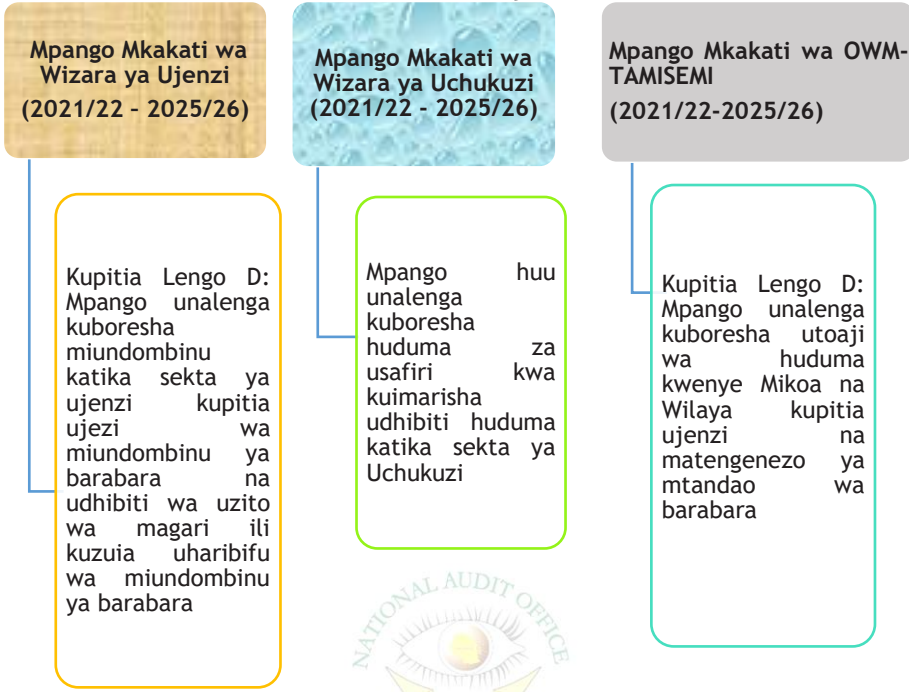 Mpango Mkakati wa
Wizara ya Ujenzi
(2021/22 – 2025/26)
Kupitia Lengo D:
Mpango unalenga
kuboresha
miundombinu
katika sekta ya
ujenzi kupitia
ujezi wa
miundombinu ya
barabara na
udhibiti wa uzito
wa magari ili
kuzuia uharibifu
wa miundombinu
ya barabara
Mpango Mkakati wa
Wizara ya Uchukuzi
(2021/22 - 2025/26)
Mpango huu
unalenga
kuboresha
huduma za
usafiri kwa
kuimarisha
udhibiti huduma
katika sekta ya
Uchukuzi
Mpango Mkakati wa OWM-
TAMISEMI
(2021/22-2025/26)
Kupitia Lengo D:
Mpango unalenga
kuboresha utoaji
wa huduma
kwenye Mikoa na
Wilaya kupitia
ujenzi na
matengenezo ya
mtandao wa
barabara
NATIONAL AUDIT OFFICE